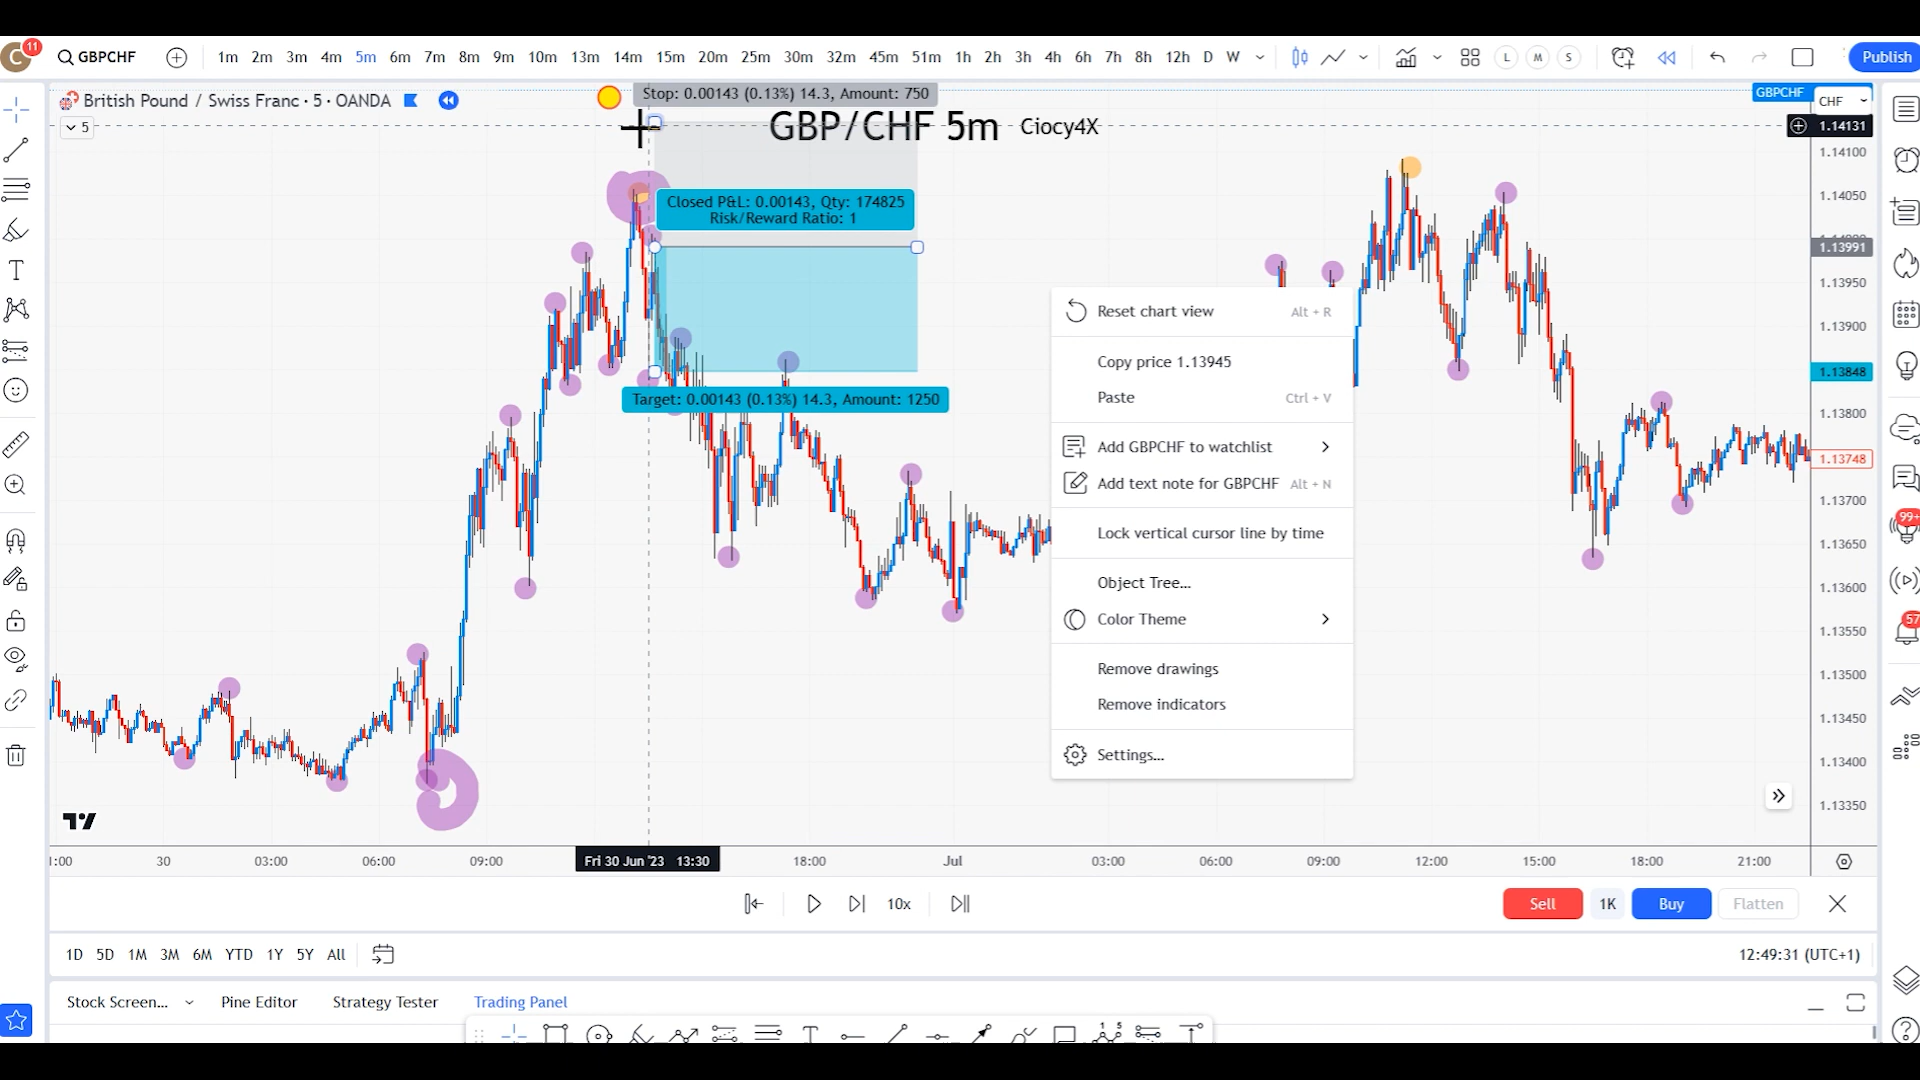 C 11 GBPCHF 1m 2m 3m 4m 5m 6m 7m 8m 9m 10m 13m 14m 15m 20m 25m 30m 32m 45m 51m 1h 2h 3h 4h 6h 7h 8h 12h D W L M S Publish
British Pound / Swiss Franc · 5 · OANDA
Stop: 0.00143 (0.13%) 14.3, Amount: 750
GBPCHF
CHF
5
GBP/CHF 5m Ciocy4X
1.14131
1.14100
Closed P&L: 0.00143, Qty: 174825
Risk/Reward Ratio: 1
1.14050
1.13991
1.13950
1.13900
1.13848
1.13800
1.13748
1.13700
1.13650
1.13600
1.13550
1.13500
1.13450
1.13400
1.13350
Target: 0.00143 (0.13%) 14.3, Amount: 1250
Reset chart view Alt + R
Copy price 1.13945
Paste Ctrl + V
Add GBPCHF to watchlist
Add text note for GBPCHF Alt + N
Lock vertical cursor line by time
Object Tree...
Color Theme
Remove drawings
Remove indicators
Settings...
99+
57
30 03:00 06:00 09:00 Fri 30 Jun '23 13:30 18:00 Jul 03:00 06:00 09:00 12:00 15:00 18:00 21:00
10x
Sell 1K Buy Flatten
1D 5D 1M 3M 6M YTD 1Y 5Y All
12:49:31 (UTC+1)
Stock Screen... Pine Editor Strategy Tester Trading Panel